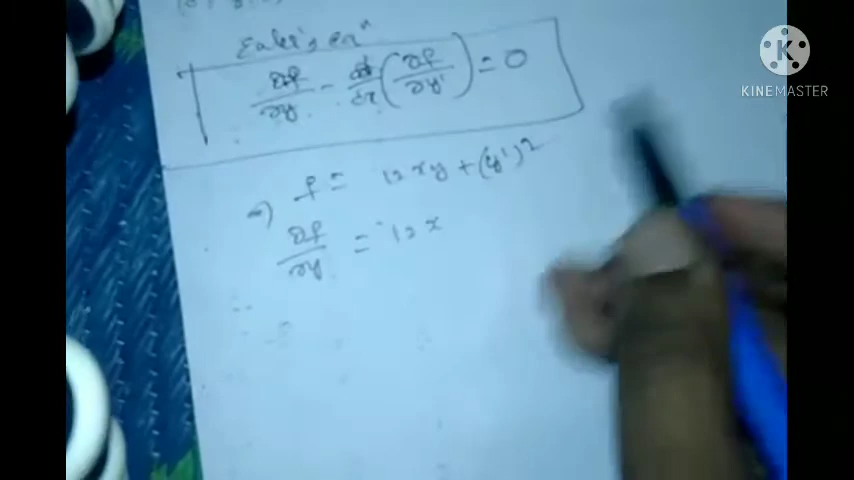 Euler's eqn
∂f/∂y - d/dx (∂f/∂y') = 0
⇒) f = 12xy + (y')²
∂f/∂y = 12x
K
KINEMASTER